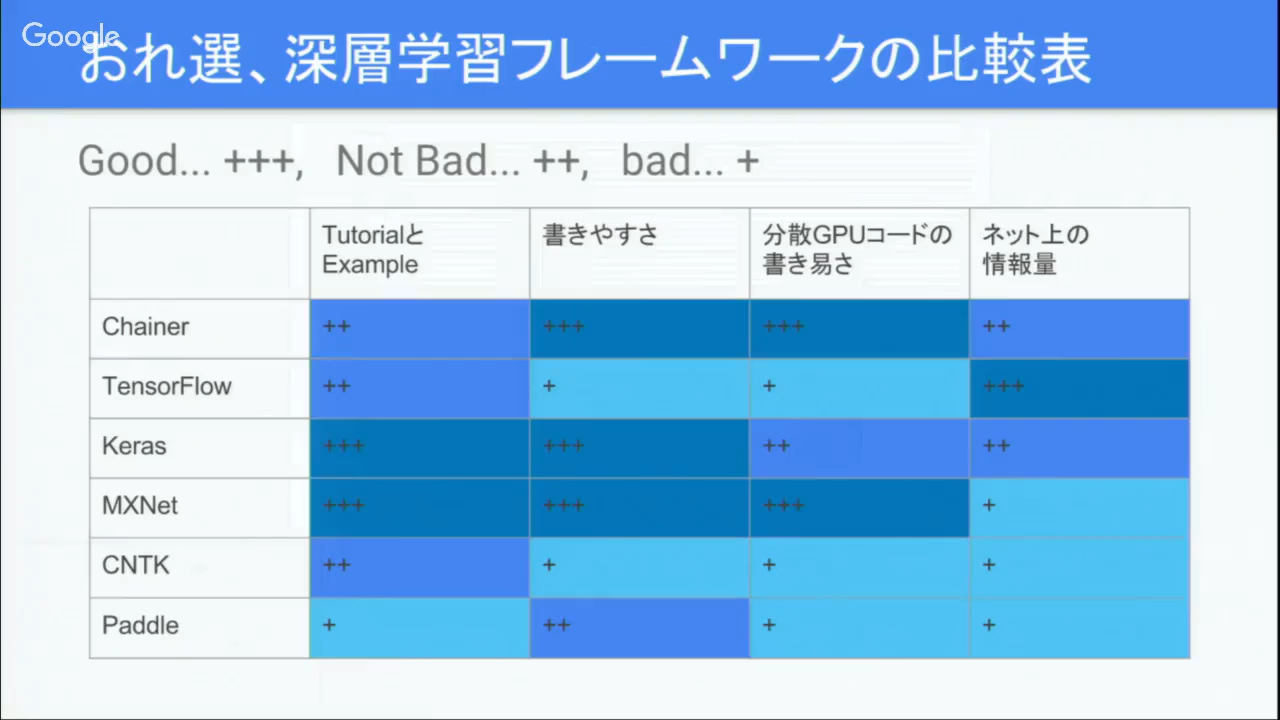 Google
おれ選、深層学習フレームワークの比較表
Good... +++, Not Bad... ++, bad... +
Tutorialと
Example
書きやすさ
分散GPUコードの
書き易さ
ネット上の
情報量
Chainer ++ +++ +++ ++
TensorFlow ++ + + +++
Keras +++ +++ ++ ++
MXNet +++ +++ +++ +
CNTK ++ + + +
Paddle + ++ + +